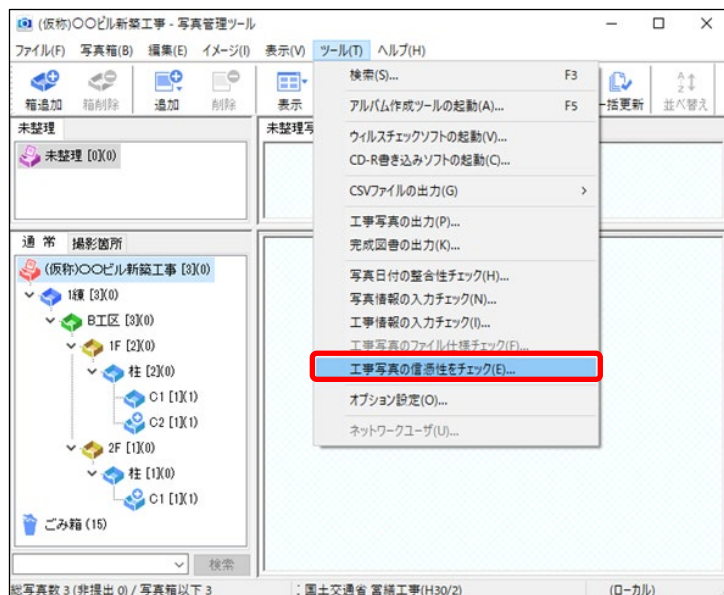 (仮称)〇〇ビル新築工事 - 写真管理ツール
ファイル(F) 写真箱(B) 編集(E) イメージ(I) 表示(V) ツール(T) ヘルプ(H)
箱追加 箱削除 追加 削除 表示 一括更新 並べ替え
検索(S)... F3
アルバム作成ツールの起動(A)... F5
ウィルスチェックソフトの起動(V)...
CD-R書き込みソフトの起動(C)...
CSVファイルの出力(G)
工事写真の出力(P)...
完成図書の出力(K)...
写真日付の整合性チェック(H)...
写真情報の入力チェック(N)...
工事情報の入力チェック(I)...
工事写真のファイル仕様チェック(F)...
工事写真の信憑性をチェック(E)...
オプション設定(O)...
ネットワークユーザ(U)...
未整理 未整理写
未整理 [0](0)
通 常 撮影箇所
(仮称)〇〇ビル新築工事 [3](0)
1棟 [3](0)
B工区 [3](0)
1F [2](0)
柱 [2](0)
C1 [1](1)
C2 [1](1)
2F [1](0)
柱 [1](0)
C1 [1](1)
ごみ箱 (15)
検索
総写真数 3 (非提出 0) / 写真箱以下 3 : 国土交通省 営繕工事(H30/2) (ローカル)